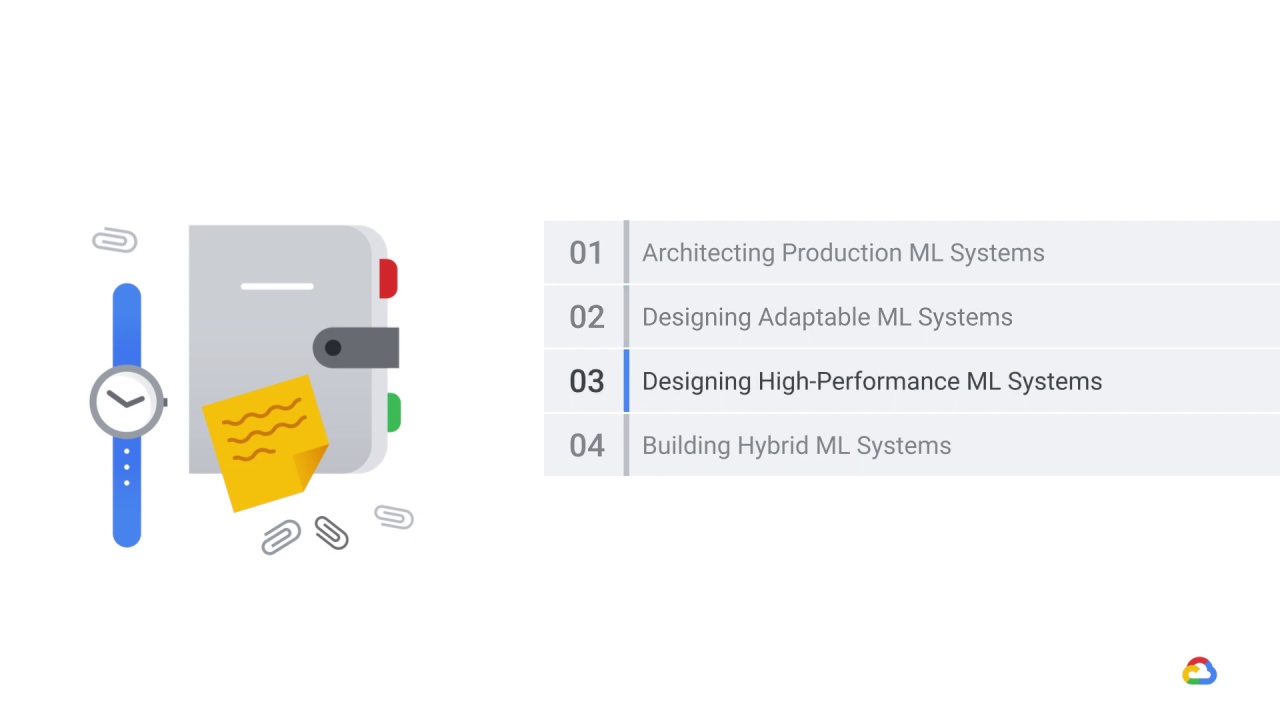 01 Architecting Production ML Systems
02 Designing Adaptable ML Systems
03 Designing High-Performance ML Systems
04 Building Hybrid ML Systems